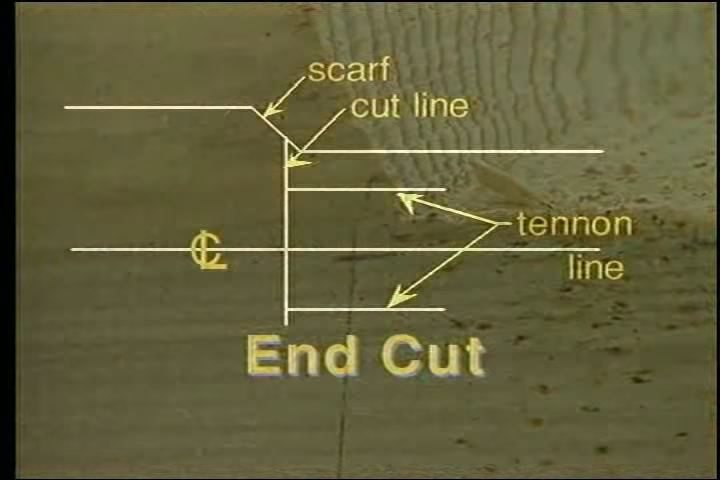 scarf
cut line
tennon
line
℄
End Cut